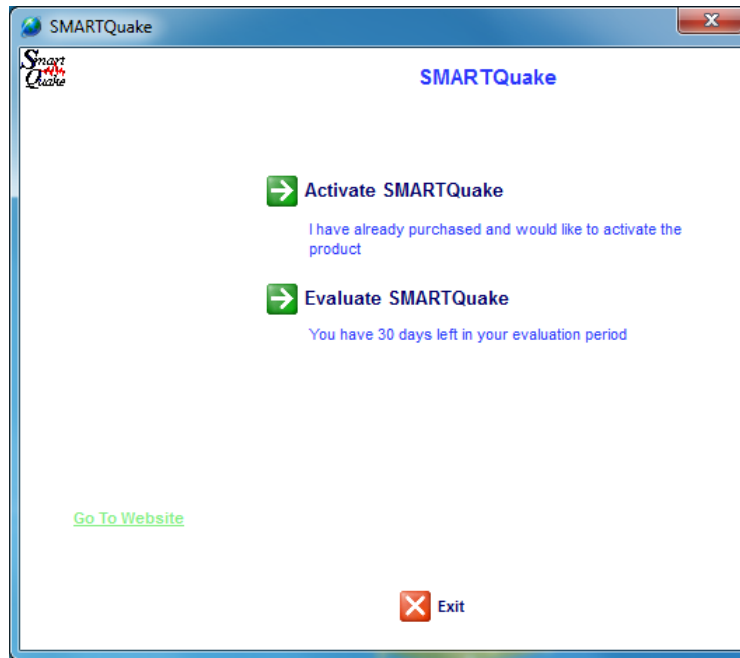 SMARTQuake
Smart
Quake
SMARTQuake
Activate SMARTQuake
I have already purchased and would like to activate the
product
Evaluate SMARTQuake
You have 30 days left in your evaluation period
Go To Website
Exit